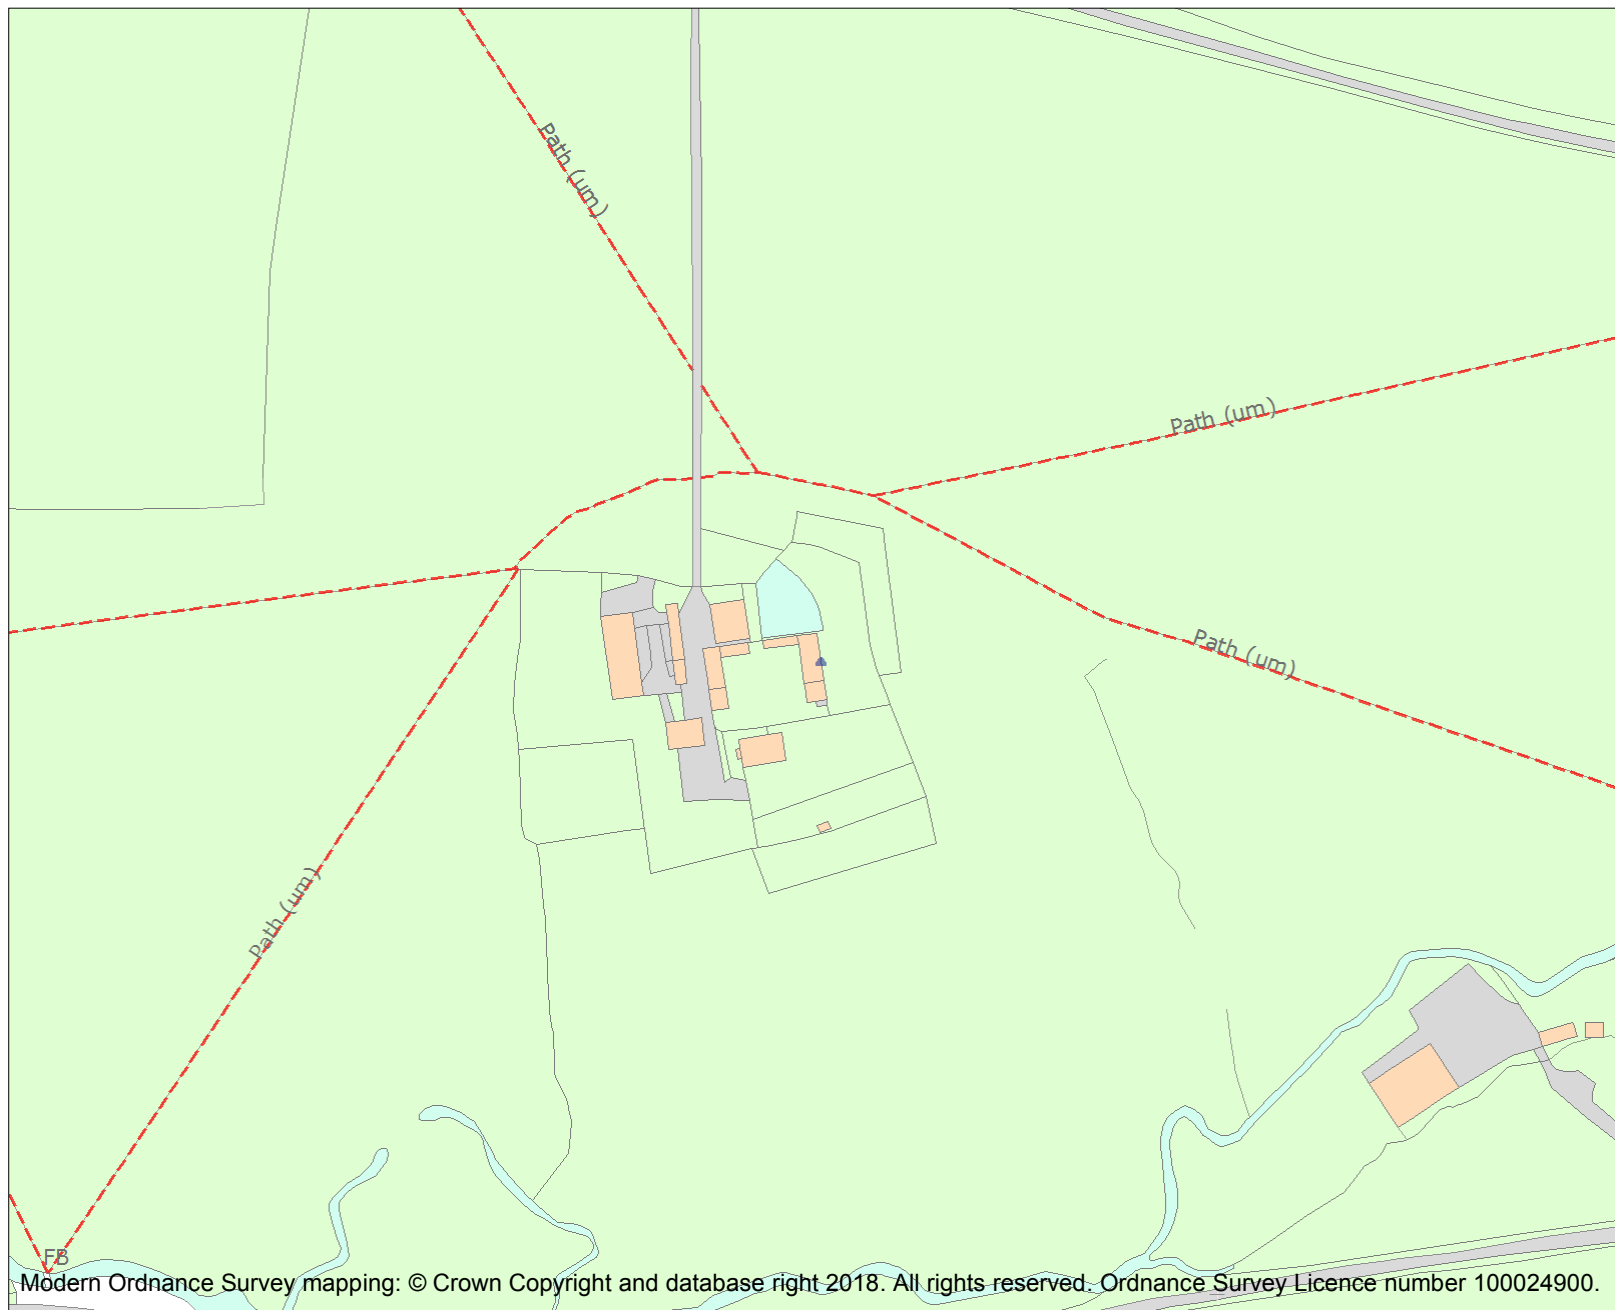 Path (um)
Path (um)
Path (um)
Path (um)
FB
Modern Ordnance Survey mapping: © Crown Copyright and database right 2018. All rights reserved. Ordnance Survey Licence number 100024900.